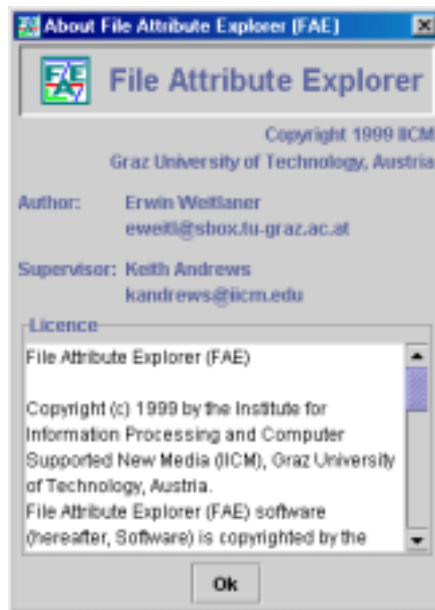 About File Attribute Explorer (FAE)
FAE
File Attribute Explorer
Copyright 1999 IICM
Graz University of Technology, Austria
Author: Erwin Weitlaner
eweitl@sbox.tu-graz.ac.at
Supervisor: Keith Andrews
kandrews@iicm.edu
Licence
File Attribute Explorer (FAE)
Copyright (c) 1999 by the Institute for
Information Processing and Computer
Supported New Media (IICM), Graz University
of Technology, Austria.
File Attribute Explorer (FAE) software
(hereafter, Software) is copyrighted by the
Ok